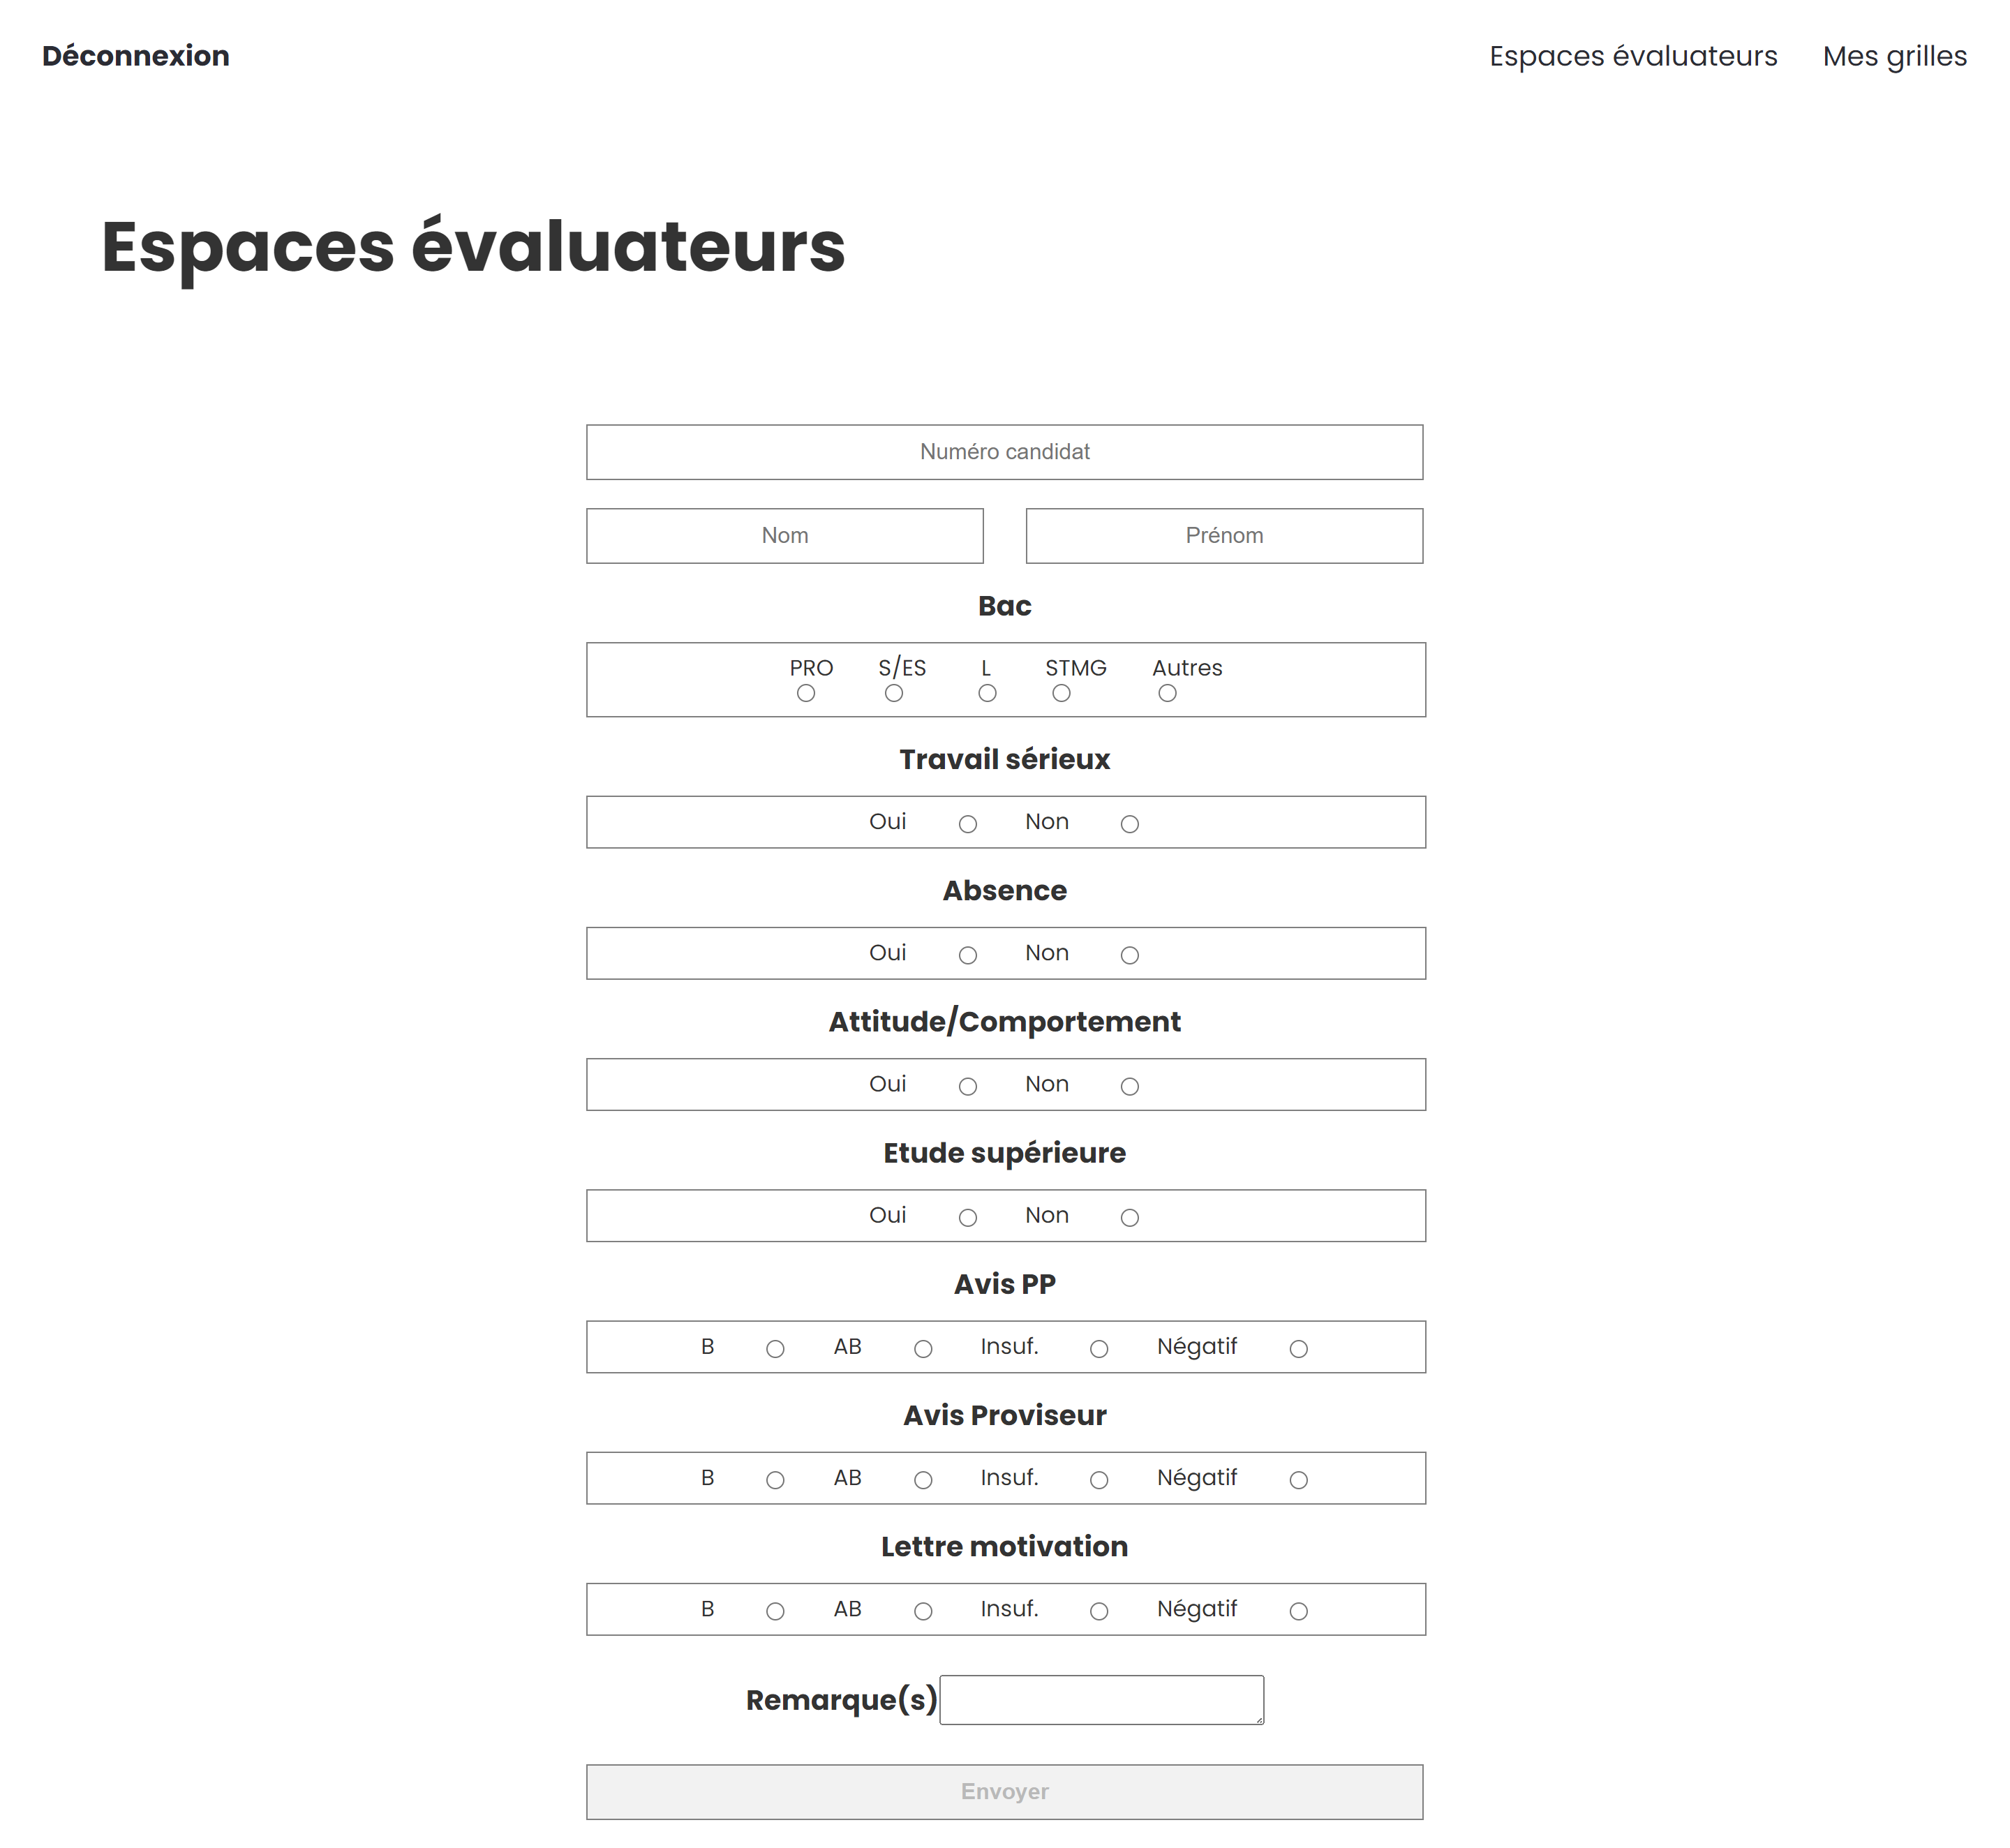 Déconnexion Espaces évaluateurs Mes grilles
Espaces évaluateurs
Numéro candidat
Nom Prénom
Bac
PRO S/ES L STMG Autres
Travail sérieux
Oui Non
Absence
Oui Non
Attitude/Comportement
Oui Non
Etude supérieure
Oui Non
Avis PP
B AB Insuf. Négatif
Avis Proviseur
B AB Insuf. Négatif
Lettre motivation
B AB Insuf. Négatif
Remarque(s)
Envoyer